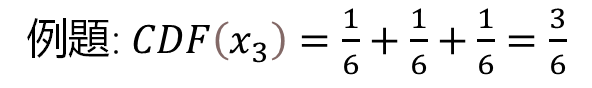 例題: CDF(x₃) = 1/6 + 1/6 + 1/6 = 3/6